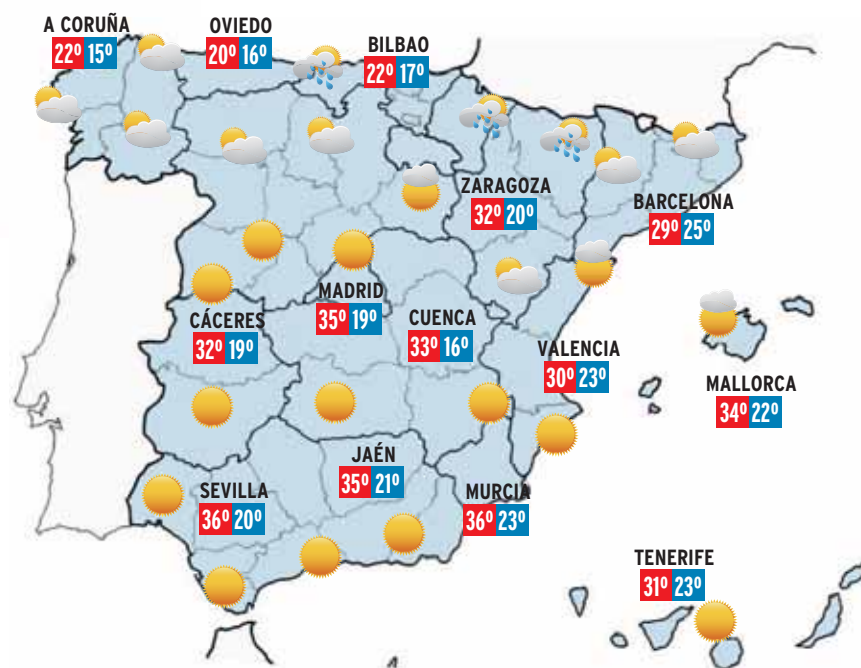 A CORUÑA
22º 15º
OVIEDO
20º 16º
BILBAO
22º 17º
ZARAGOZA
32º 20º
BARCELONA
29º 25º
MADRID
35º 19º
CÁCERES
32º 19º
CUENCA
33º 16º
VALENCIA
30º 23º
MALLORCA
34º 22º
JAÉN
35º 21º
SEVILLA
36º 20º
MURCIA
36º 23º
TENERIFE
31º 23º